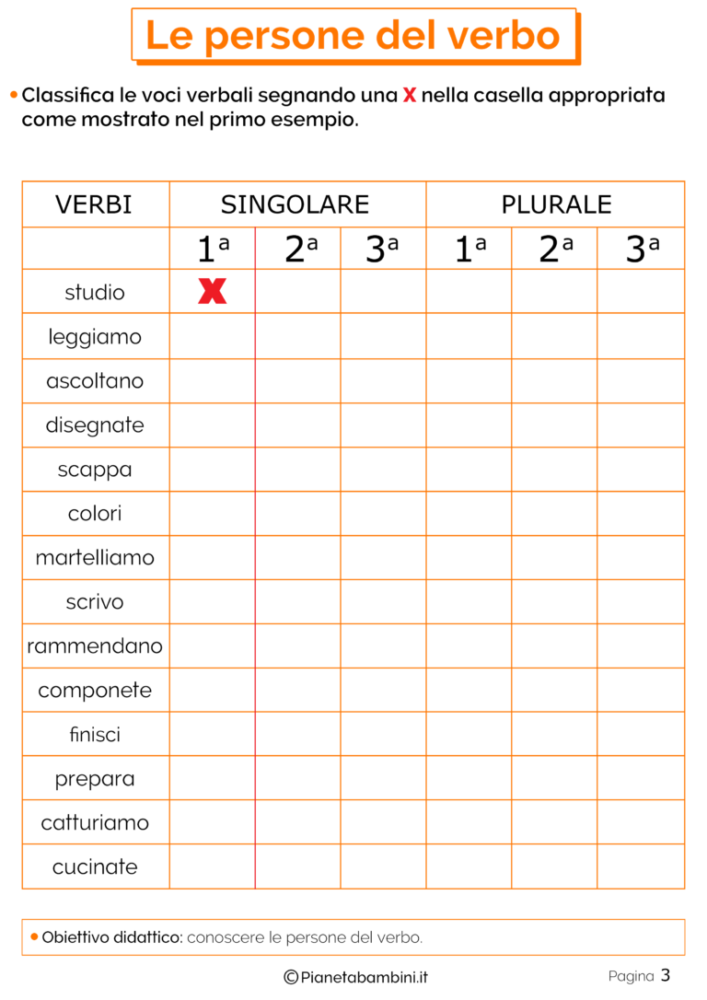 Le persone del verbo
• Classifica le voci verbali segnando una X nella casella appropriata
come mostrato nel primo esempio.
VERBI SINGOLARE PLURALE
1ª 2ª 3ª 1ª 2ª 3ª
studio X
leggiamo
ascoltano
disegnate
scappa
colori
martelliamo
scrivo
rammendano
componete
finisci
prepara
catturiamo
cucinate
• Obiettivo didattico: conoscere le persone del verbo.
©Pianetabambini.it Pagina 3